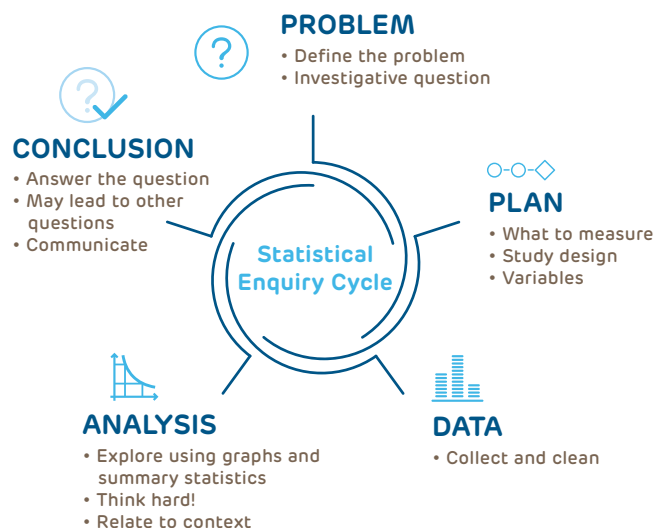 PROBLEM
• Define the problem
• Investigative question
PLAN
• What to measure
• Study design
• Variables
DATA
• Collect and clean
ANALYSIS
• Explore using graphs and
summary statistics
• Think hard!
• Relate to context
CONCLUSION
• Answer the question
• May lead to other
questions
• Communicate
Statistical
Enquiry Cycle